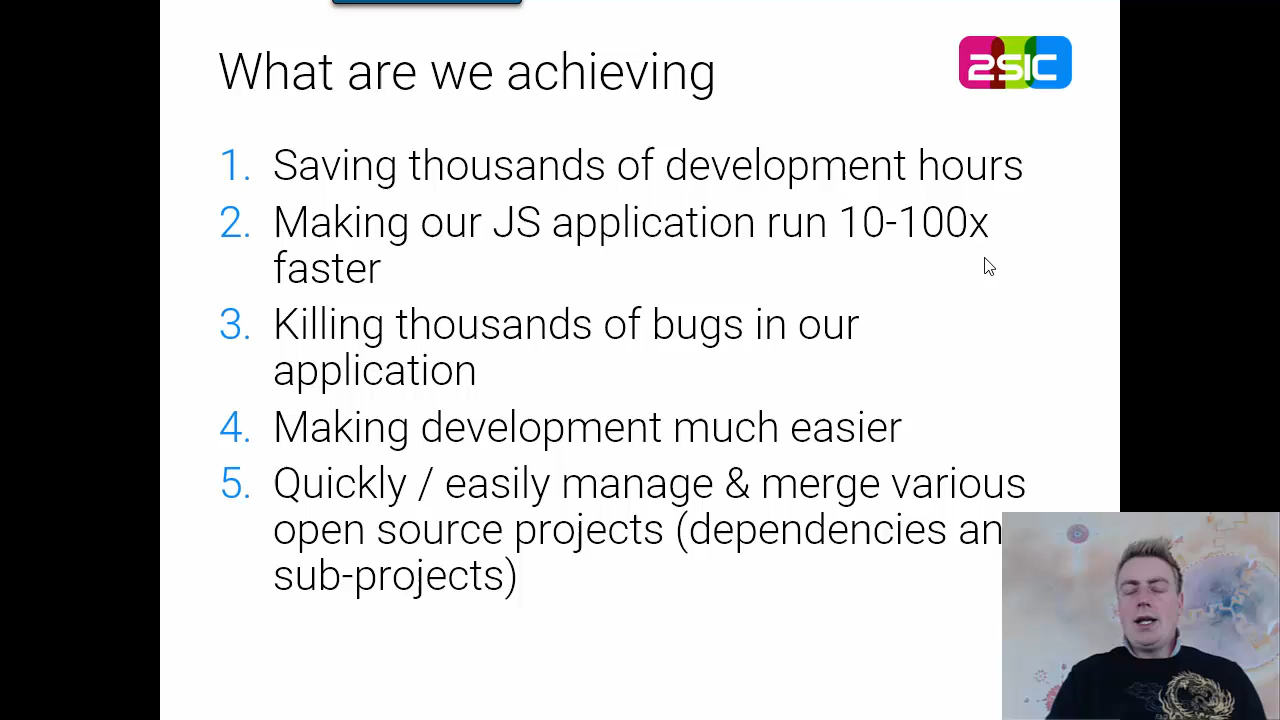 What are we achieving
2SIC
1. Saving thousands of development hours
2. Making our JS application run 10-100x
faster
3. Killing thousands of bugs in our
application
4. Making development much easier
5. Quickly / easily manage & merge various
open source projects (dependencies an
sub-projects)